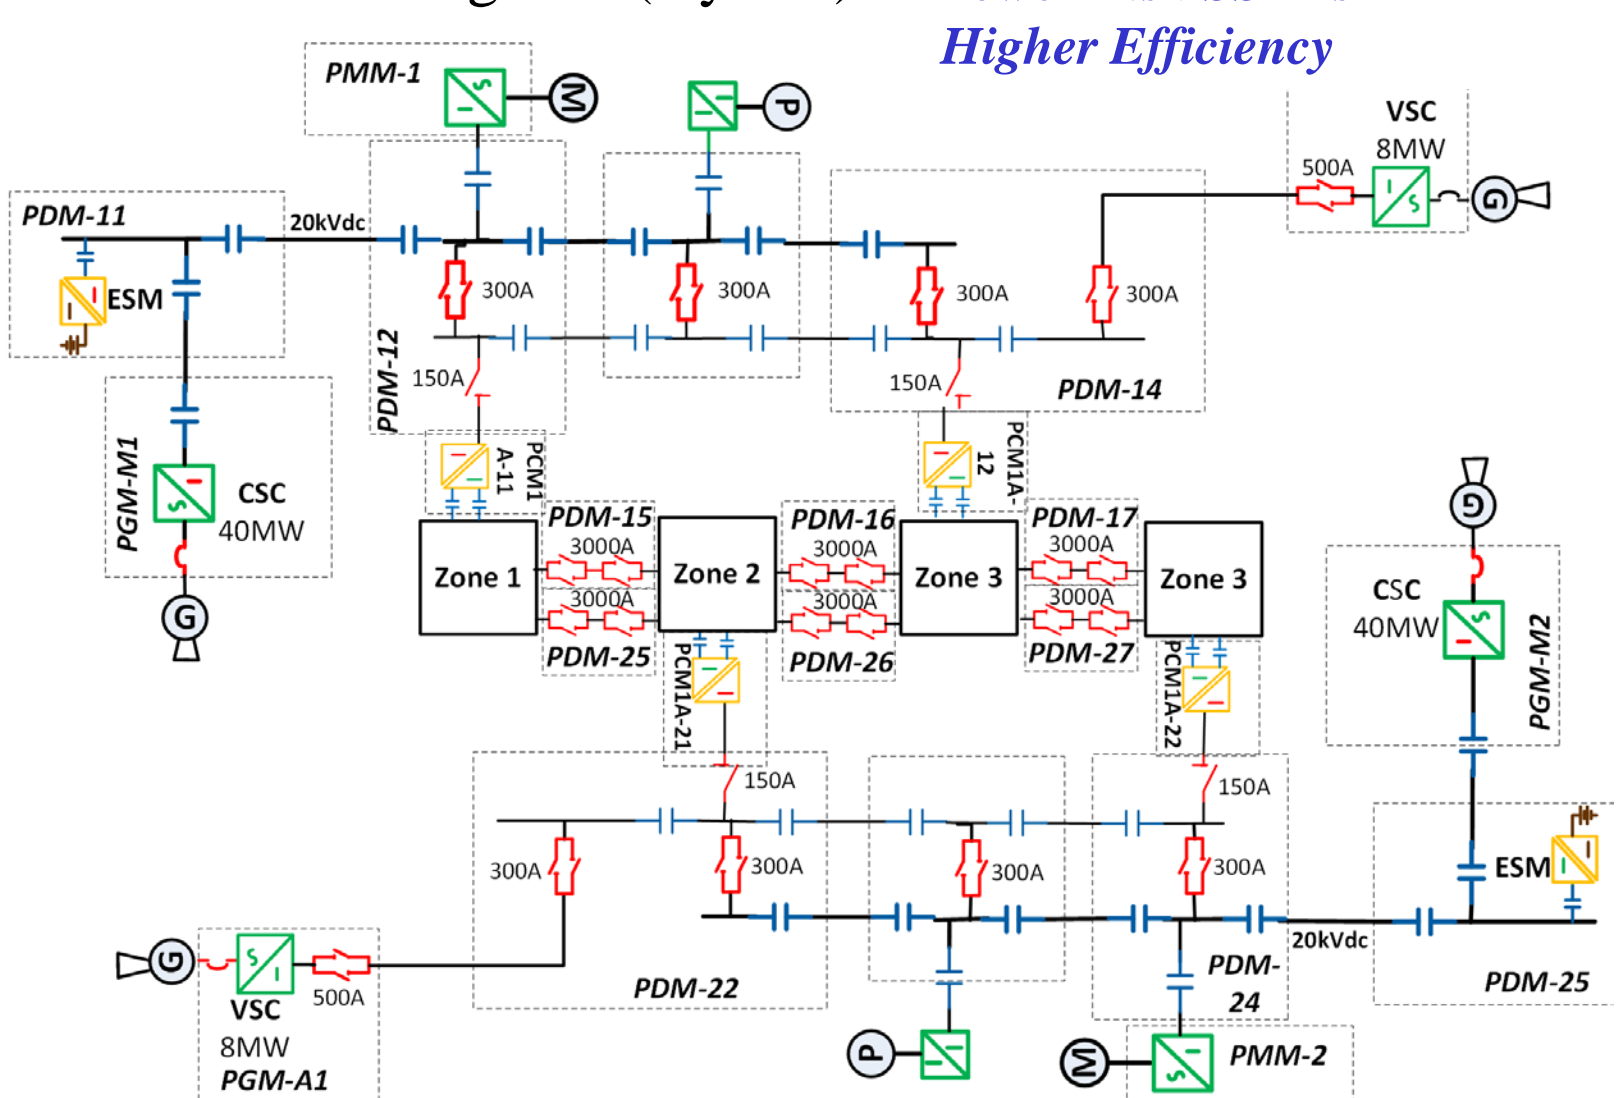 Higher Efficiency
PMM-1
M
P
VSC
8MW
500A
G
PDM-11
20kVdc
ESM
300A
300A
300A
300A
PDM-12
150A
150A
PDM-14
PGM-M1
CSC
40MW
G
PCM1
A-11
PCM1A-
12
G
PDM-15
3000A
PDM-16
3000A
PDM-17
3000A
Zone 1
Zone 2
Zone 3
Zone 3
3000A
3000A
3000A
PDM-25
PDM-26
PDM-27
CSC
40MW
PGM-M2
PCM1A-21
PCM1A-22
150A
150A
300A
300A
300A
300A
ESM
20kVdc
G
VSC
8MW
PGM-A1
500A
PDM-22
PDM-
24
PDM-25
P
M
PMM-2